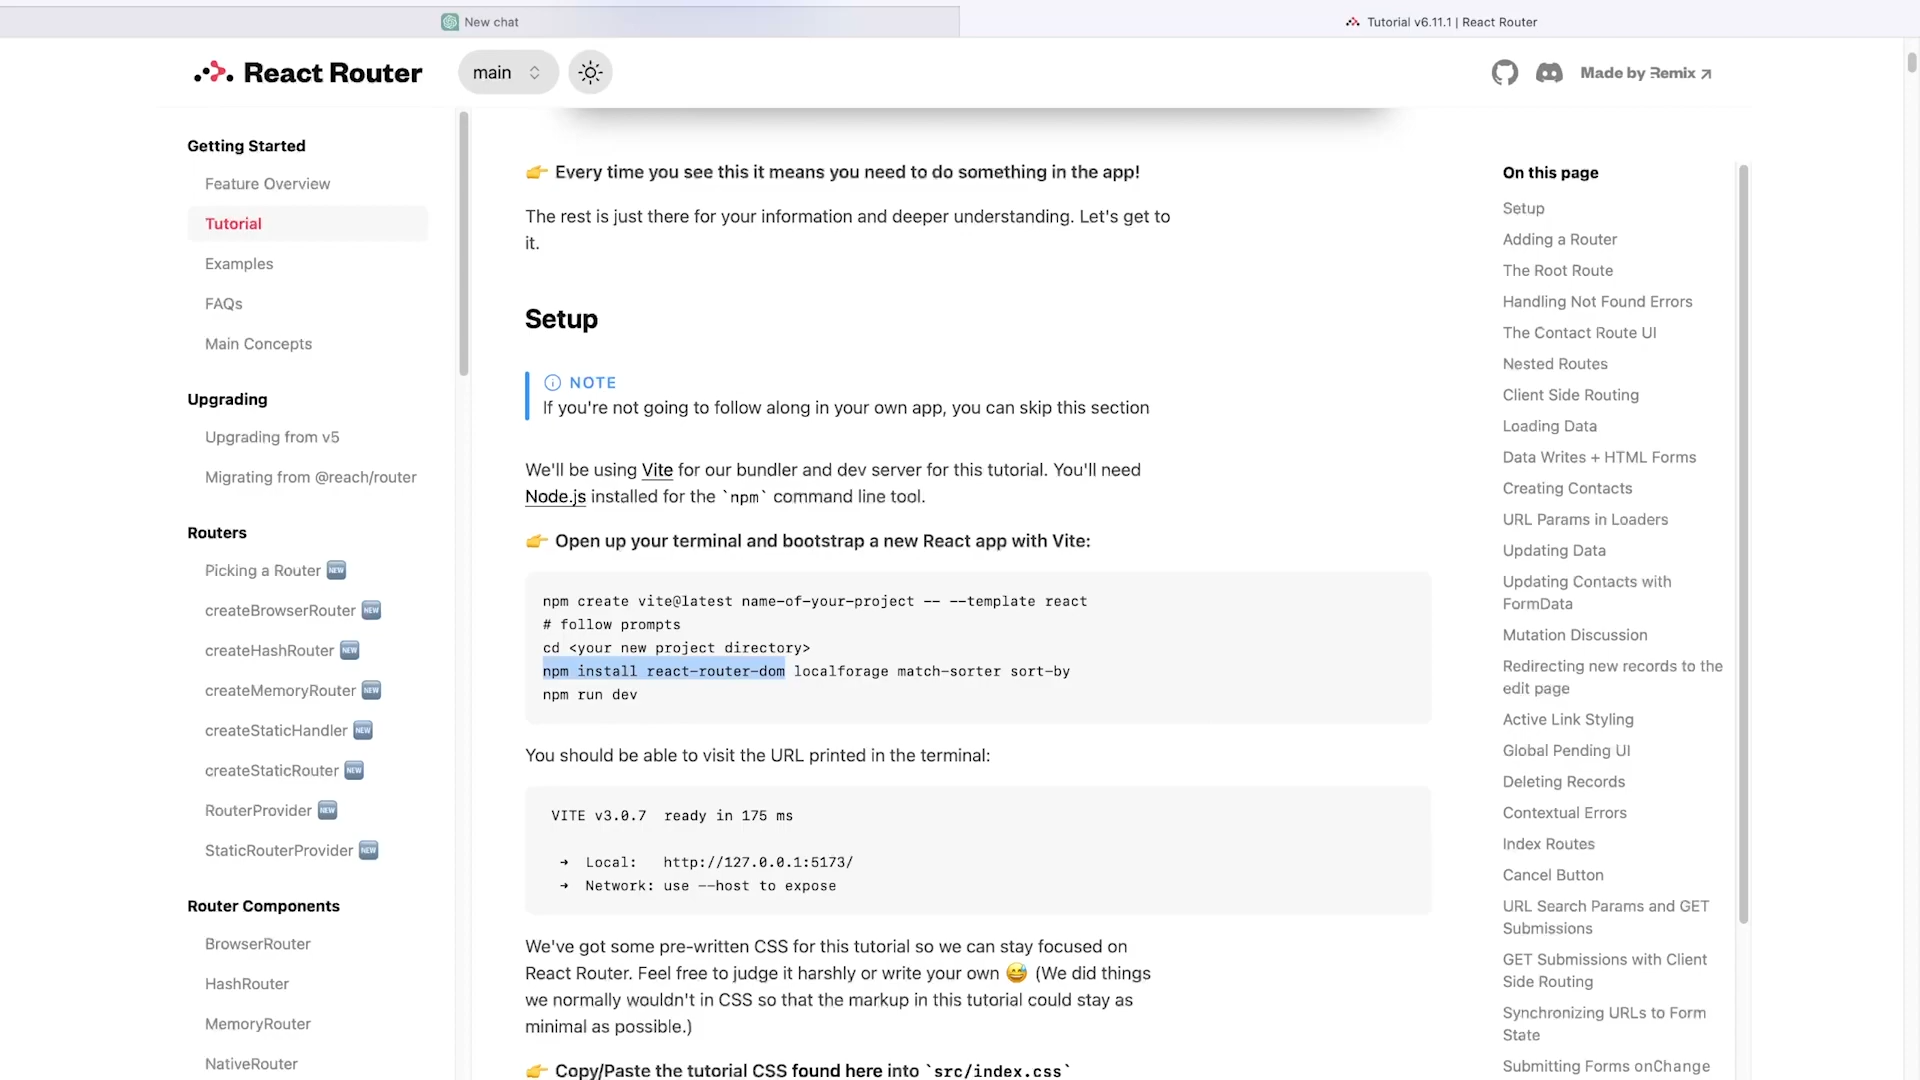 New chat
Tutorial v6.11.1 | React Router
React Router
main
Made by Remix ↗
Getting Started
Feature Overview
Tutorial
Examples
FAQs
Main Concepts
Upgrading
Upgrading from v5
Migrating from @reach/router
Routers
Picking a Router NEW
createBrowserRouter NEW
createHashRouter NEW
createMemoryRouter NEW
createStaticHandler NEW
createStaticRouter NEW
RouterProvider NEW
StaticRouterProvider NEW
Router Components
BrowserRouter
HashRouter
MemoryRouter
NativeRouter
👉 Every time you see this it means you need to do something in the app!
The rest is just there for your information and deeper understanding. Let's get to
it.
Setup
NOTE
If you're not going to follow along in your own app, you can skip this section
We'll be using Vite for our bundler and dev server for this tutorial. You'll need
Node.js installed for the `npm` command line tool.
👉 Open up your terminal and bootstrap a new React app with Vite:
npm create vite@latest name-of-your-project -- --template react
# follow prompts
cd <your new project directory>
npm install react-router-dom localforage match-sorter sort-by
npm run dev
You should be able to visit the URL printed in the terminal:
VITE v3.0.7  ready in 175 ms
➜  Local:   http://127.0.0.1:5173/
➜  Network: use --host to expose
We've got some pre-written CSS for this tutorial so we can stay focused on
React Router. Feel free to judge it harshly or write your own 😅 (We did things
we normally wouldn't in CSS so that the markup in this tutorial could stay as
minimal as possible.)
👉 Copy/Paste the tutorial CSS found here into `src/index.css`
On this page
Setup
Adding a Router
The Root Route
Handling Not Found Errors
The Contact Route UI
Nested Routes
Client Side Routing
Loading Data
Data Writes + HTML Forms
Creating Contacts
URL Params in Loaders
Updating Data
Updating Contacts with
FormData
Mutation Discussion
Redirecting new records to the
edit page
Active Link Styling
Global Pending UI
Deleting Records
Contextual Errors
Index Routes
Cancel Button
URL Search Params and GET
Submissions
GET Submissions with Client
Side Routing
Synchronizing URLs to Form
State
Submitting Forms onChange